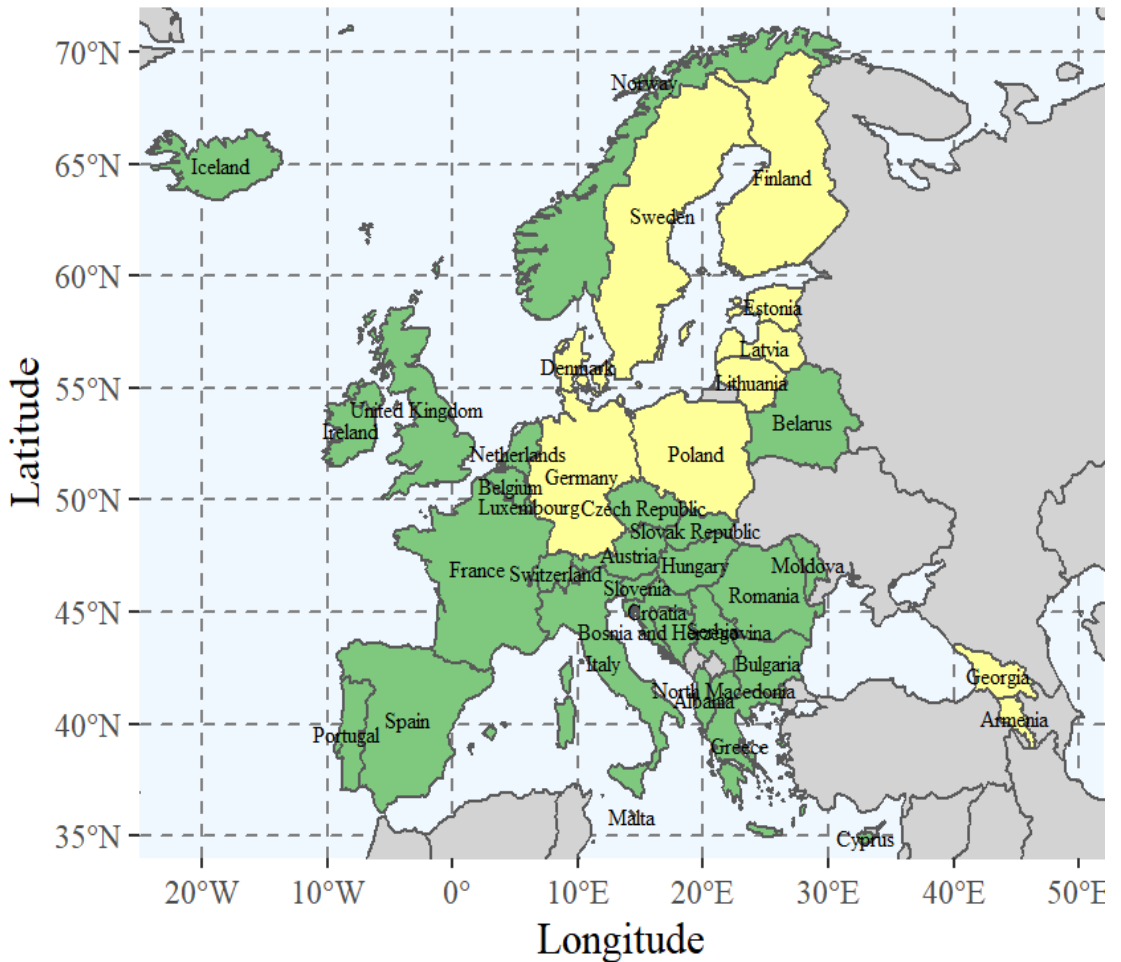 70°N
Norway
65°N
Iceland
Finland
Sweden
60°N
Estonia
Latvia
Denmark
55°N
Lithuania
United Kingdom
Belarus
Ireland
Netherlands
Poland
Germany
Belgium
50°N
Luxembourg
Czech Republic
Slovak Republic
Austria
Hungary
Moldova
France
Switzerland
Slovenia
Romania
45°N
Croatia
Bosnia and Herzegovina
Serbia
Italy
Bulgaria
Georgia
North Macedonia
Albania
40°N
Spain
Armenia
Portugal
Greece
Malta
35°N
Cyprus
20°W
10°W
0°
10°E
20°E
30°E
40°E
50°E
Longitude
Latitude